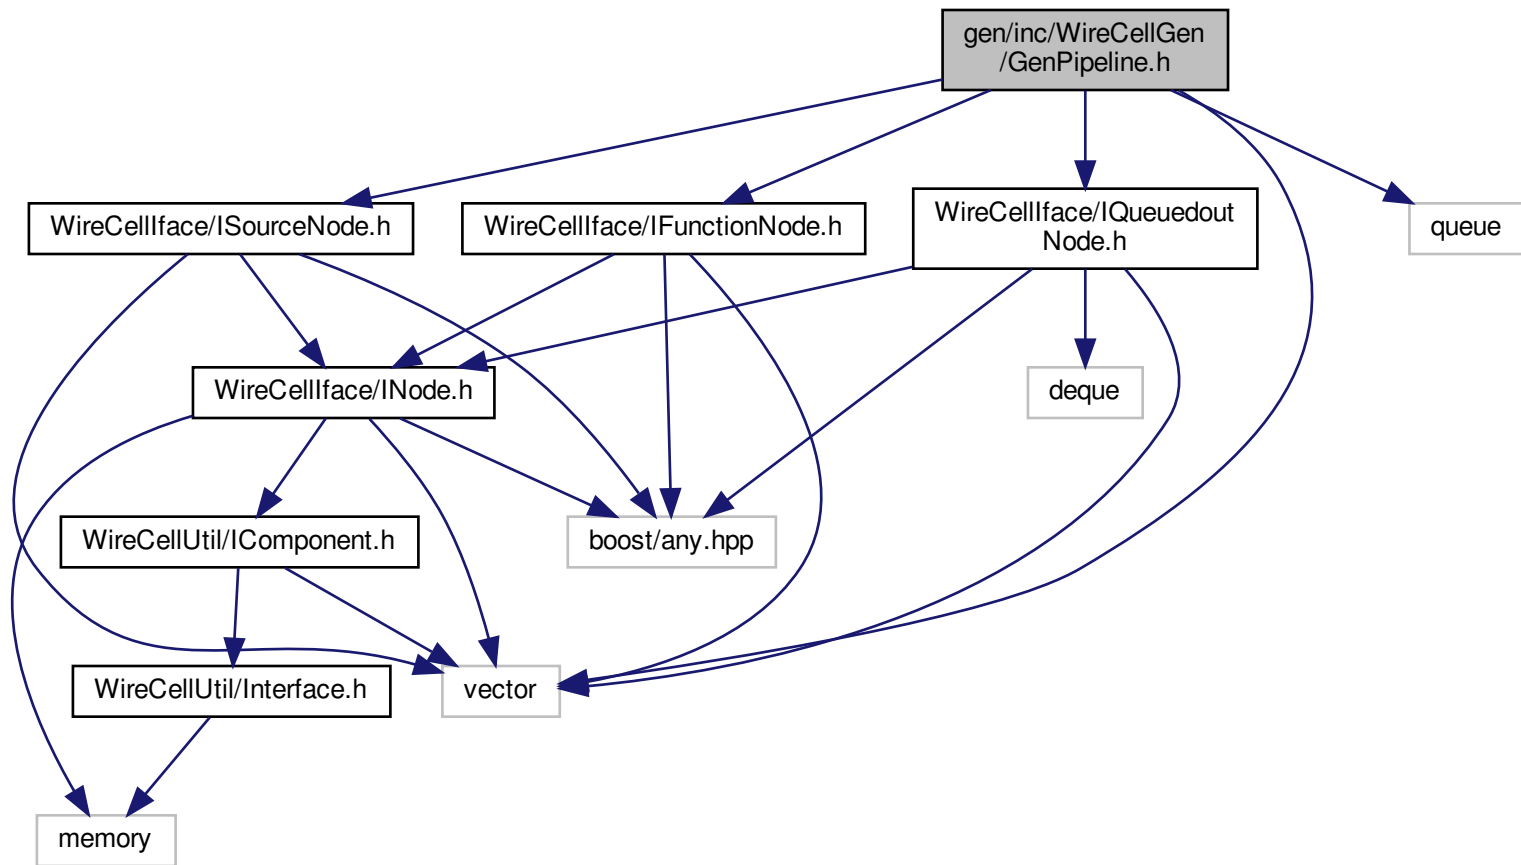 gen/inc/WireCellGen
/GenPipeline.h
WireCellIface/ISourceNode.h
WireCellIface/IFunctionNode.h
WireCellIface/IQueuedout
Node.h
queue
WireCellIface/INode.h
deque
WireCellUtil/IComponent.h
boost/any.hpp
WireCellUtil/Interface.h
vector
memory